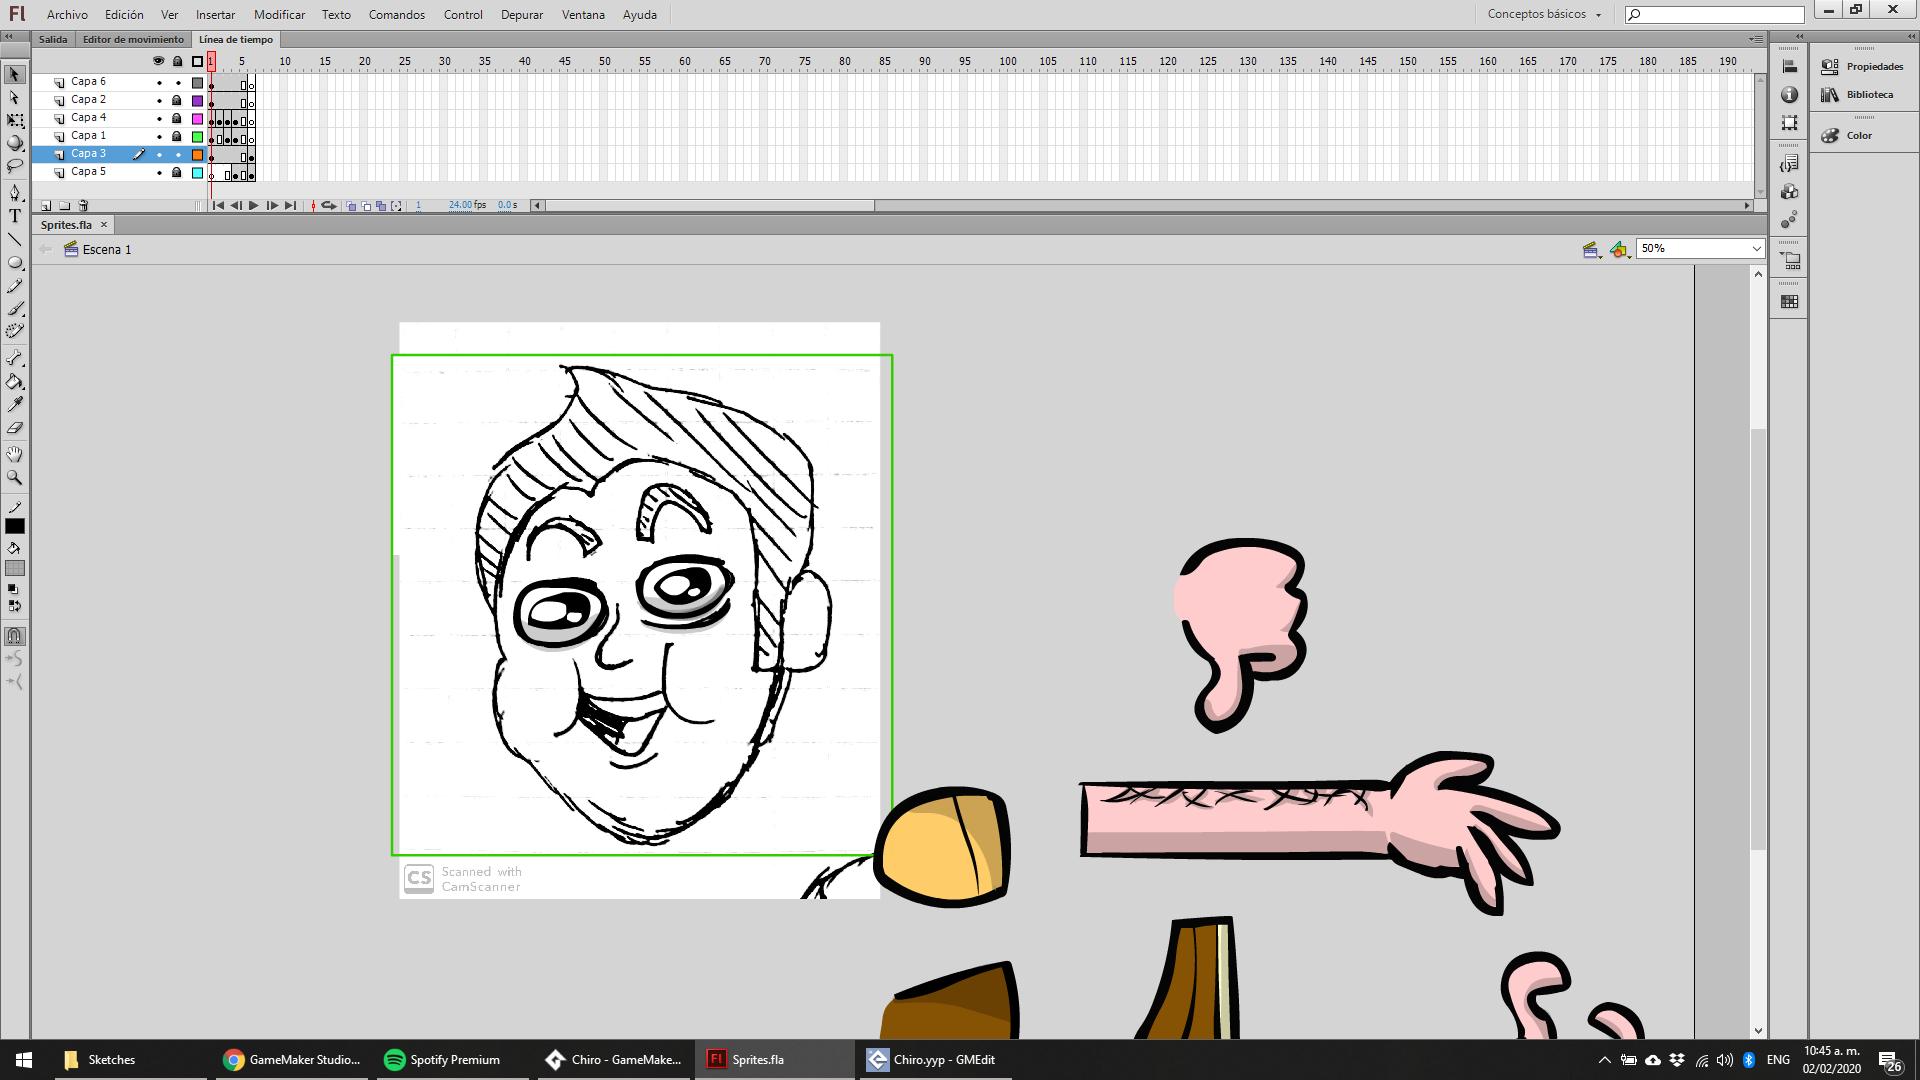 Fl Archivo Edición Ver Insertar Modificar Texto Comandos Control Depurar Ventana Ayuda Conceptos básicos
Salida Editor de movimiento Línea de tiempo
1 5 10 15 20 25 30 35 40 45 50 55 60 65 70 75 80 85 90 95 100 105 110 115 120 125 130 135 140 145 150 155 160 165 170 175 180 185 190
Capa 6
Capa 2
Capa 4
Capa 1
Capa 3
Capa 5
1 24.00 fps 0.0 s
Propiedades
Biblioteca
Color
Sprites.fla
Escena 1 50%
CS Scanned with
CamScanner
Sketches GameMaker Studio... Spotify Premium Chiro - GameMake... Fl Sprites.fla Chiro.yyp - GMEdit ENG 10:45 a. m.
02/02/2020 26